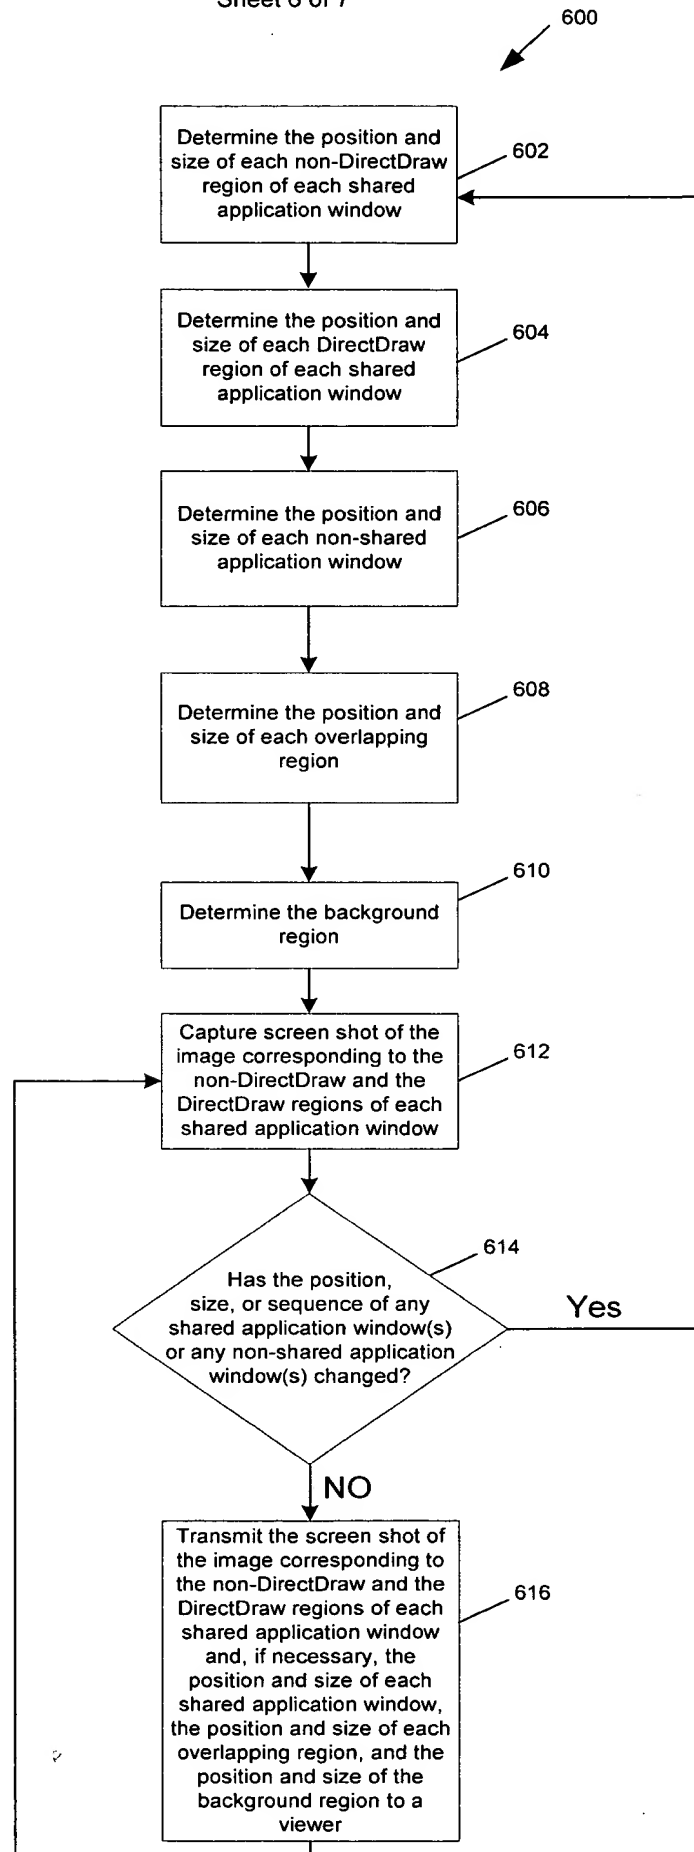 Sheet 6 of 7
600
Determine the position and
size of each non-DirectDraw
region of each shared
application window
602
Determine the position and
size of each DirectDraw
region of each shared
application window
604
Determine the position and
size of each non-shared
application window
606
Determine the position and
size of each overlapping
region
608
Determine the background
region
610
Capture screen shot of the
image corresponding to the
non-DirectDraw and the
DirectDraw regions of each
shared application window
612
Has the position,
size, or sequence of any
shared application window(s)
or any non-shared application
window(s) changed?
614
Yes
NO
Transmit the screen shot of
the image corresponding to
the non-DirectDraw and the
DirectDraw regions of each
shared application window
and, if necessary, the
position and size of each
shared application window,
the position and size of each
overlapping region, and the
position and size of the
background region to a
viewer
616